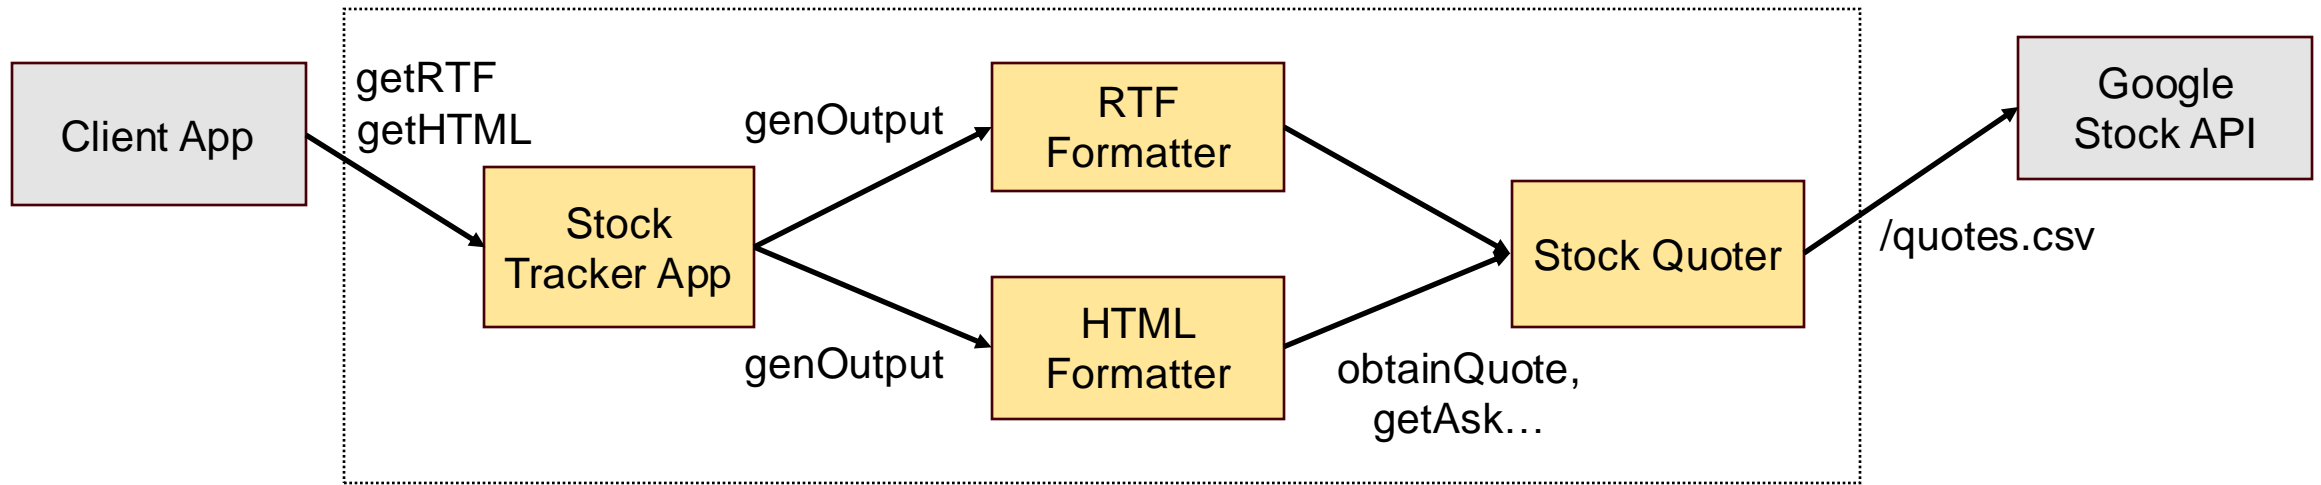 Client App
getRTF
getHTML
Stock
Tracker App
genOutput
genOutput
RTF
Formatter
HTML
Formatter
obtainQuote,
getAsk…
Stock Quoter
/quotes.csv
Google
Stock API